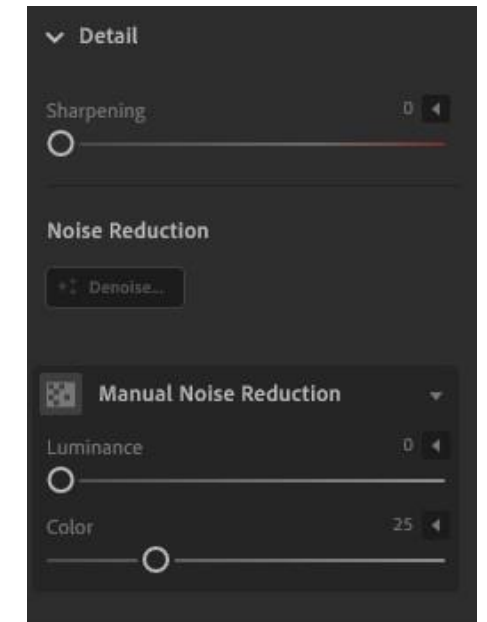 Detail
Sharpening 0
Noise Reduction
Denoise...
Manual Noise Reduction
Luminance 0
Color 25